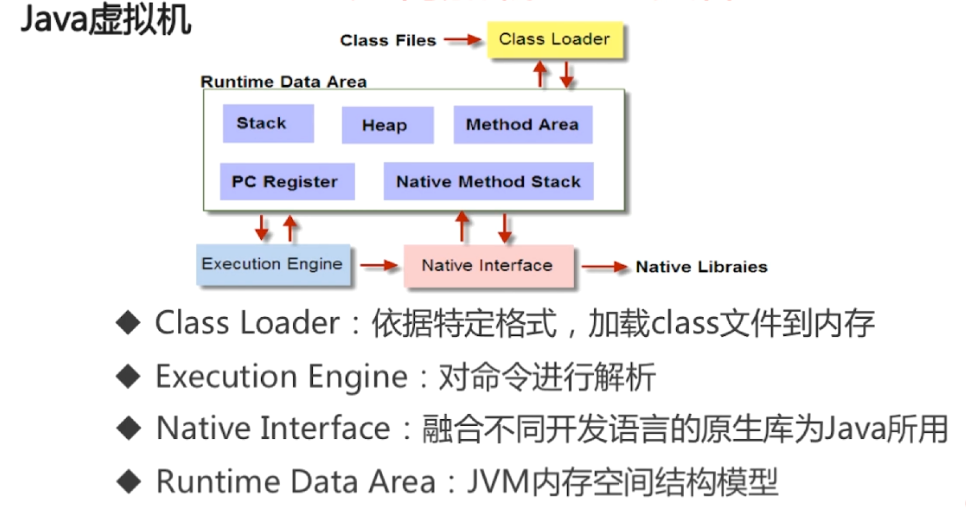 Java虚拟机
Class Files
Class Loader
Runtime Data Area
Stack
Heap
Method Area
PC Register
Native Method Stack
Execution Engine
Native Interface
Native Libraies
◆ Class Loader：依据特定格式，加载class文件到内存
◆ Execution Engine：对命令进行解析
◆ Native Interface：融合不同开发语言的原生库为Java所用
◆ Runtime Data Area：JVM内存空间结构模型